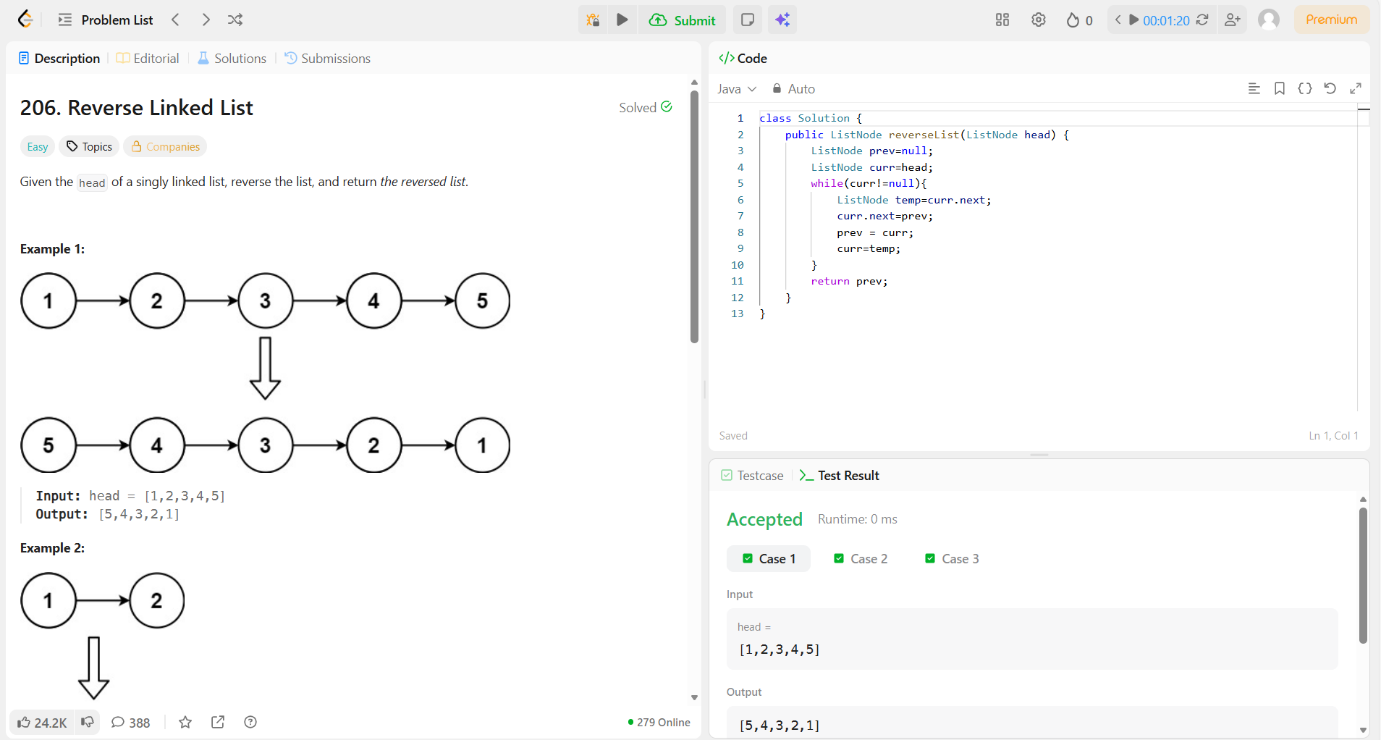 Problem List
Submit
0
00:01:20
Premium
Description
Editorial
Solutions
Submissions
206. Reverse Linked List
Solved
Easy
Topics
Companies
Given the head of a singly linked list, reverse the list, and return the reversed list.
Example 1:
1 2 3 4 5
5 4 3 2 1
Input: head = [1,2,3,4,5]
Output: [5,4,3,2,1]
Example 2:
1 2
24.2K
388
279 Online
</> Code
Java
Auto
1 class Solution {
2 public ListNode reverseList(ListNode head) {
3 ListNode prev=null;
4 ListNode curr=head;
5 while(curr!=null){
6 ListNode temp=curr.next;
7 curr.next=prev;
8 prev = curr;
9 curr=temp;
10 }
11 return prev;
12 }
13 }
Saved
Ln 1, Col 1
Testcase
>_ Test Result
Accepted
Runtime: 0 ms
Case 1
Case 2
Case 3
Input
head =
[1,2,3,4,5]
Output
[5,4,3,2,1]